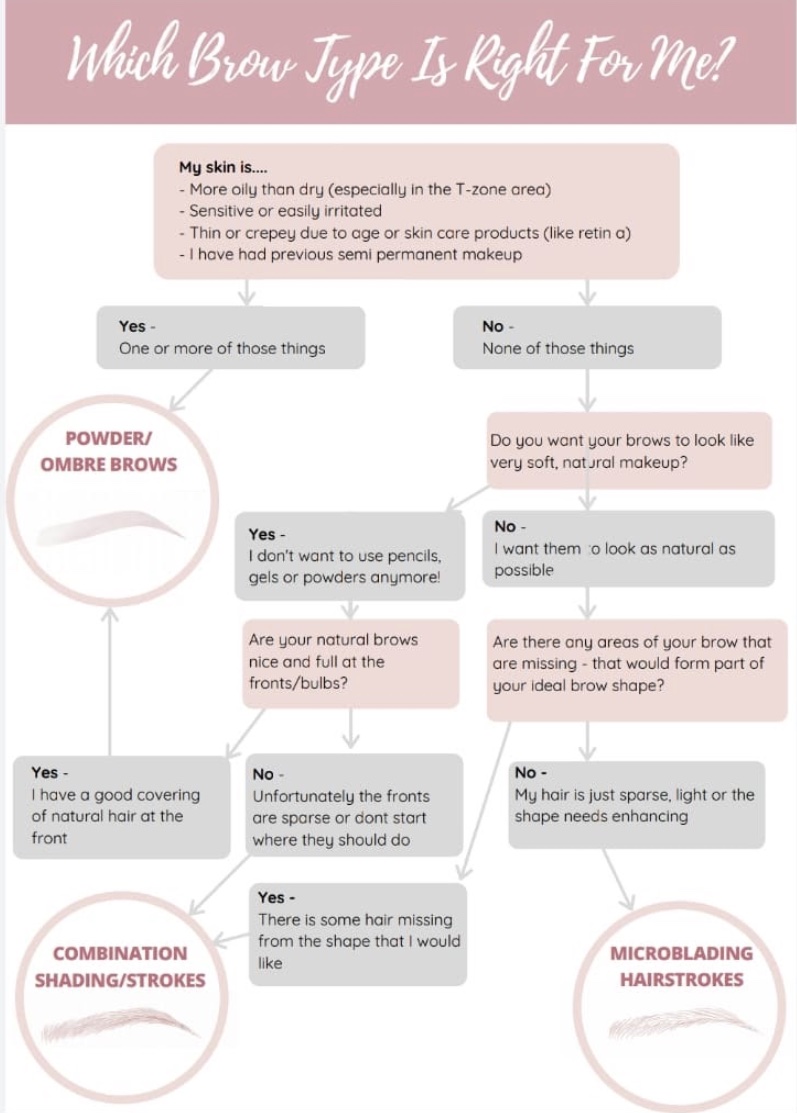 Which Brow Type Is Right For Me?
My skin is....
- More oily than dry (especially in the T-zone area)
- Sensitive or easily irritated
- Thin or crepey due to age or skin care products (like retin a)
- I have had previous semi permanent makeup
Yes -
One or more of those things
No -
None of those things
POWDER/
OMBRE BROWS
Do you want your brows to look like
very soft, natural makeup?
Yes -
I don't want to use pencils,
gels or powders anymore!
No -
I want them to look as natural as
possible
Are your natural brows
nice and full at the
fronts/bulbs?
Are there any areas of your brow that
are missing - that would form part of
your ideal brow shape?
Yes -
I have a good covering
of natural hair at the
front
No -
Unfortunately the fronts
are sparse or dont start
where they should do
No -
My hair is just sparse, light or the
shape needs enhancing
Yes -
There is some hair missing
from the shape that I would
like
COMBINATION
SHADING/STROKES
MICROBLADING
HAIRSTROKES